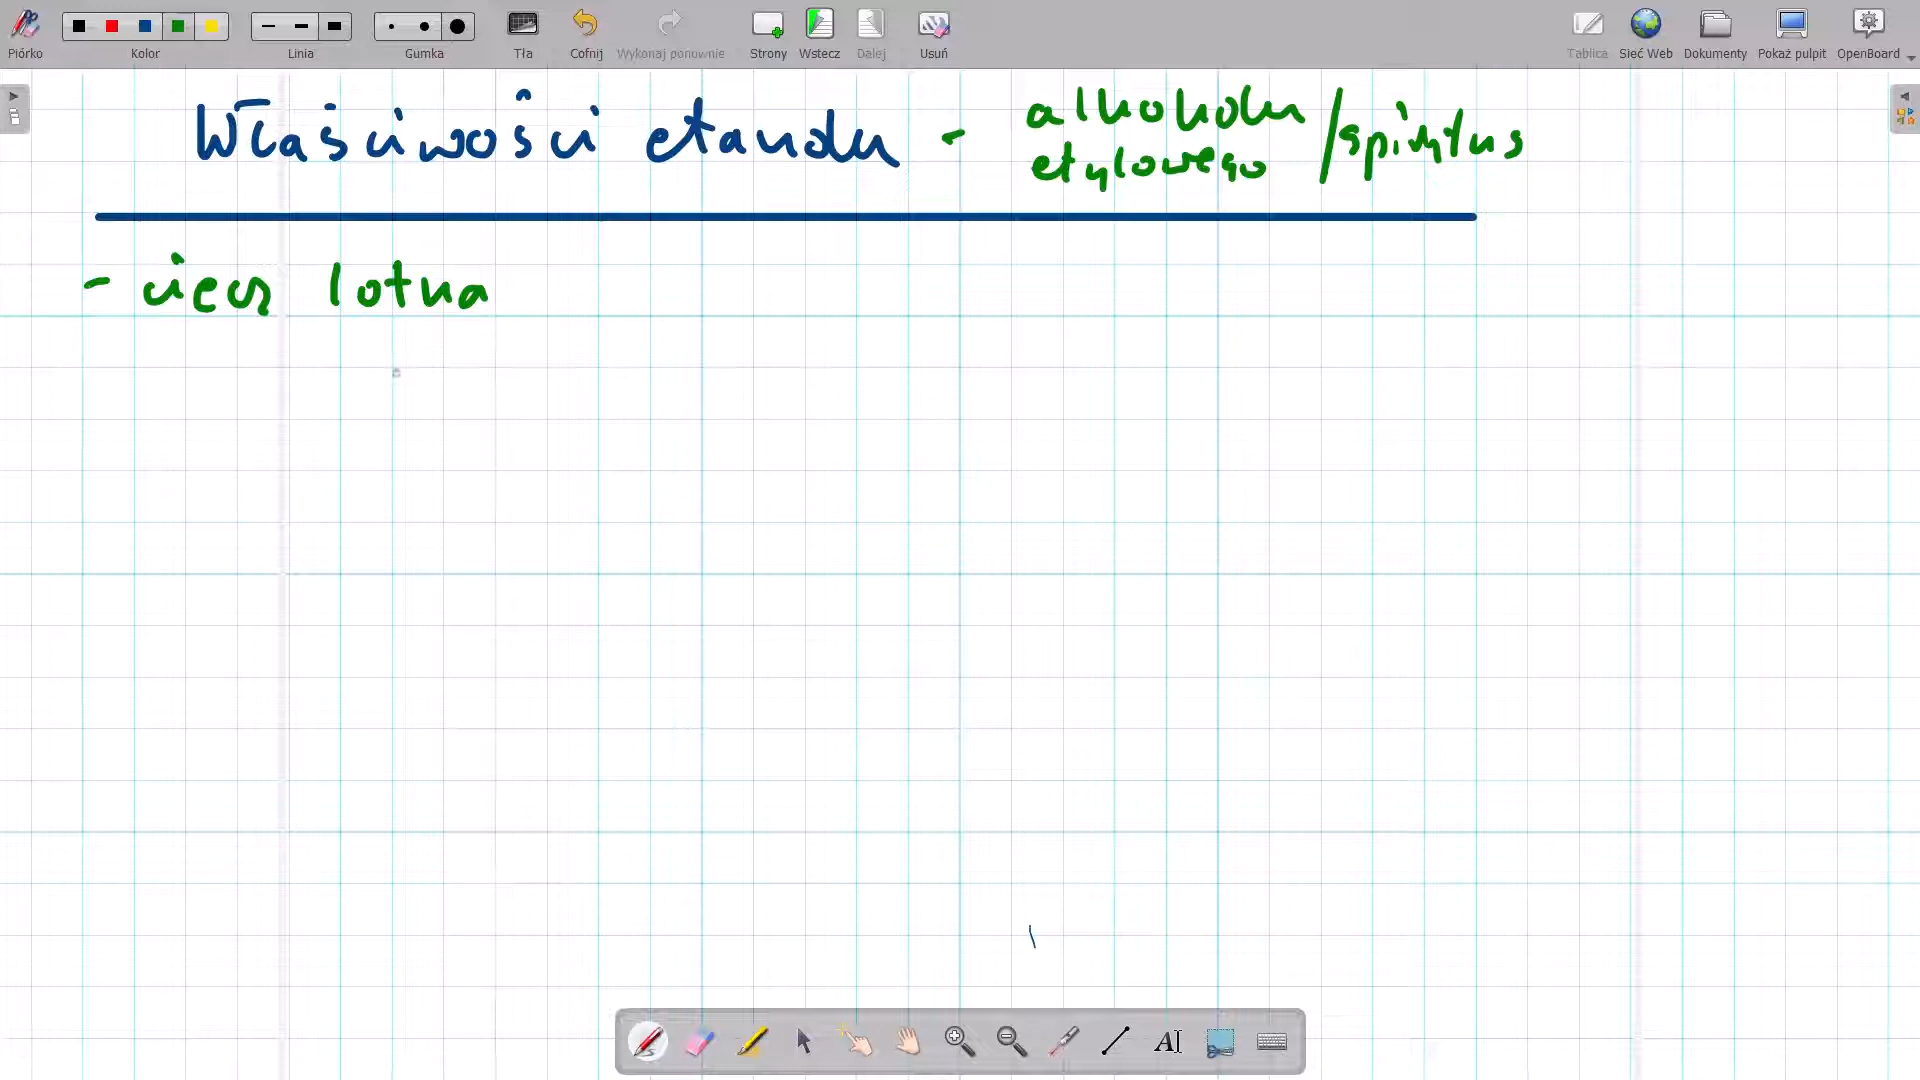 Piórko Kolor Linia Gumka Tła Cofnij Wykonaj ponownie Strony Wstecz Dalej Usuń Tablica Sieć Web Dokumenty Pokaż pulpit OpenBoard
Właściwości etanolu - alkoholu etylowego / spirytus
- ciecz lotna